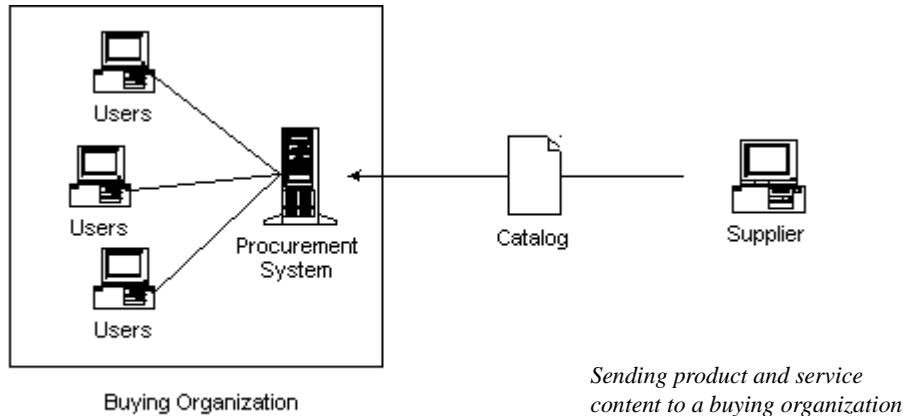 Users
Users
Users
Procurement
System
Catalog
Supplier
Buying Organization
Sending product and service
content to a buying organization